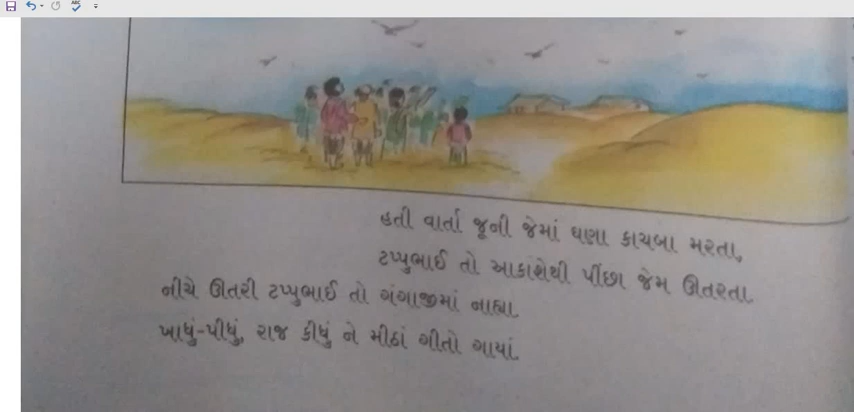 હતી વાર્તા જૂની જેમાં ઘણા કાચબા મરતા,
ટપ્પુભાઈ તો આકાશેથી પીંછા જેમ ઊતરતા.
નીચે ઊતરી ટપ્પુભાઈ તો ગંગાજીમાં નાહ્યા.
ખાધું-પીધું, રાજ કીધું ને મીઠાં ગીતો ગાયાં.